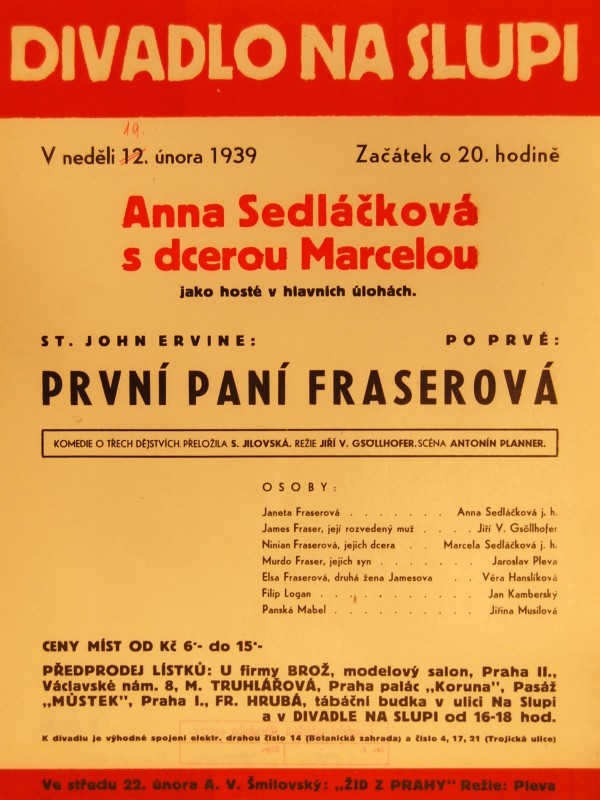 DIVADLO NA SLUPI
19.
V neděli 12. února 1939 Začátek o 20. hodině
Anna Sedláčková
s dcerou Marcelou
jako hosté v hlavních úlohách.
ST. JOHN ERVINE: PO PRVÉ:
PRVNÍ PANÍ FRASEROVÁ
KOMEDIE O TŘECH DĚJSTVÍCH. PŘELOŽILA S. JILOVSKÁ. REŽIE JIŘÍ V. GSÖLLHOFER. SCÉNA ANTONÍN PLANNER.
OSOBY:
Janeta Fraserová . . . . . . . Anna Sedláčková j. h.
James Fraser, její rozvedený muž . . . . Jiří V. Gsöllhofer
Ninian Fraserová, jejich dcera . . Marcela Sedláčková j. h.
Murdo Fraser, jejich syn . . . . . . Jaroslav Pleva
Elsa Fraserová, druhá žena Jamesova . . Věra Hanslíková
Filip Logan . . . . . . . . . Jan Kamberský
Panská Mabel . . . . . . . . Jiřina Musilová
CENY MÍST OD Kč 6·- do 15·-
PŘEDPRODEJ LÍSTKŮ: U firmy BROŽ, modelový salon, Praha II.,
Václavské nám. 8, M. TRUHLÁŘOVÁ, Praha palác „Koruna", Pasáž
„MŮSTEK", Praha I., FR. HRUBÁ, tábáční budka v ulici Na Slupi
a v DIVADLE NA SLUPI od 16-18 hod.
K divadlu je výhodné spojení elektr. drahou číslo 14 (Botanická zahrada) a číslo 4, 17, 21 (Trojická ulice)
Ve středu 22. února A. V. Šmilovský: „ŽID Z PRAHY" Režie: Pleva